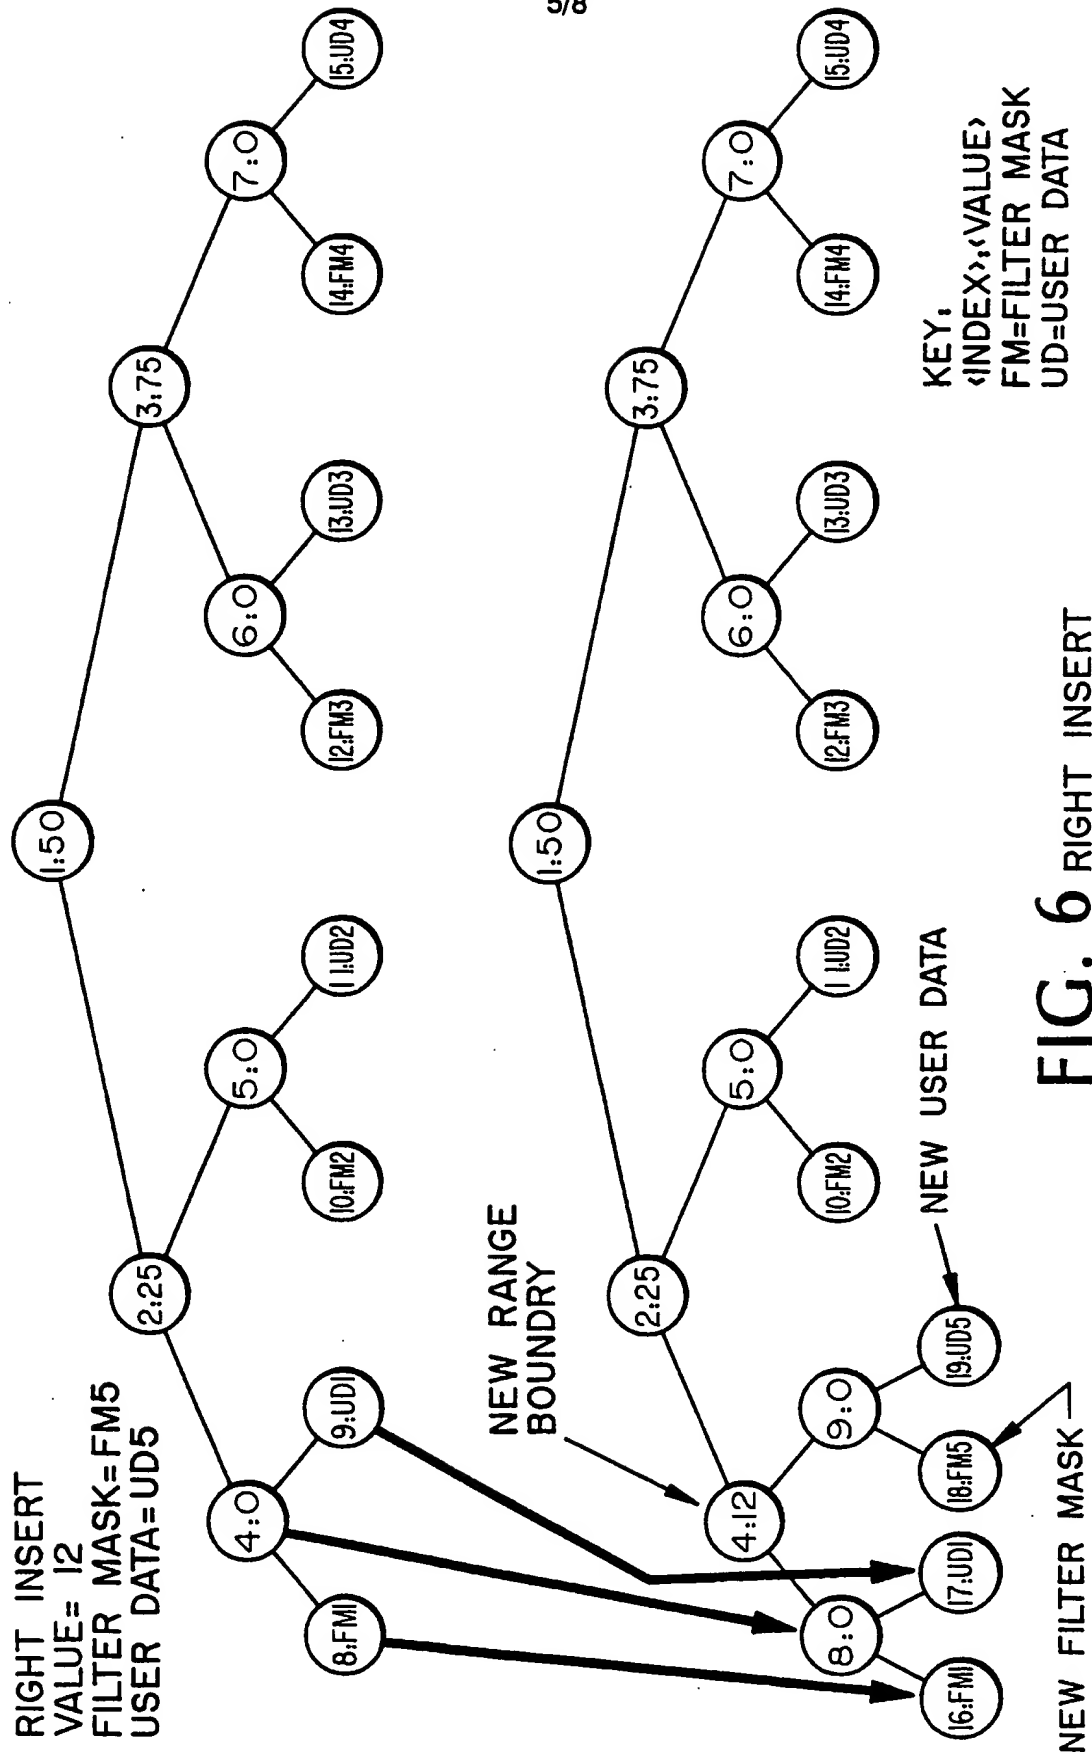 5/8
RIGHT INSERT
VALUE= 12
FILTER MASK=FM5
USER DATA=UD5
1:50
2:25
3:75
4:0
5:0
6:0
7:0
8:FM1
9:UD1
10:FM2
11:UD2
12:FM3
13:UD3
14:FM4
15:UD4
NEW RANGE
BOUNDRY
1:50
2:25
3:75
4:12
5:0
6:0
7:0
8:0
9:0
10:FM2
11:UD2
12:FM3
13:UD3
14:FM4
15:UD4
16:FM1
17:UD1
18:FM5
19:UD5
NEW USER DATA
NEW FILTER MASK
KEY:
<INDEX>:<VALUE>
FM=FILTER MASK
UD=USER DATA
FIG. 6 RIGHT INSERT